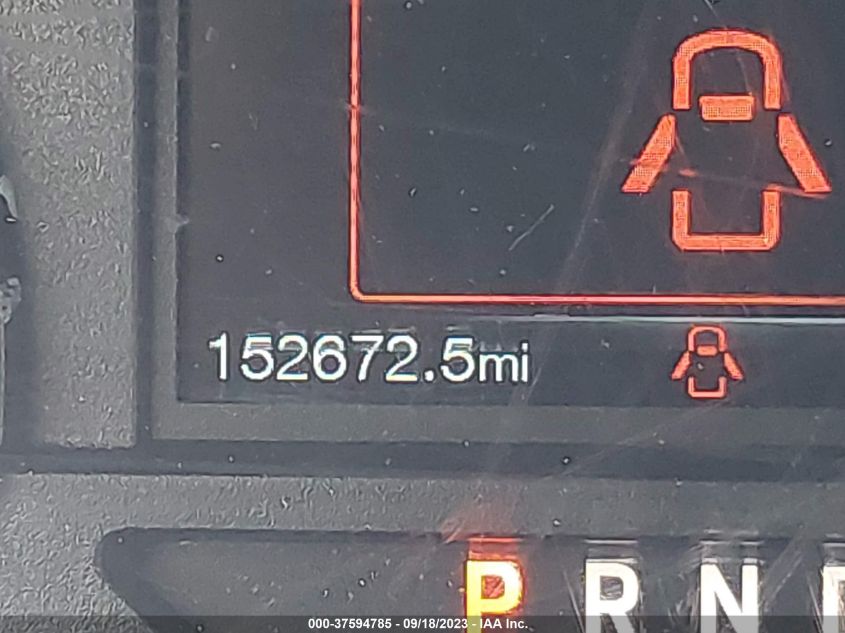 152672.5mi
P R N
000-37594785 - 09/18/2023 - IAA Inc.